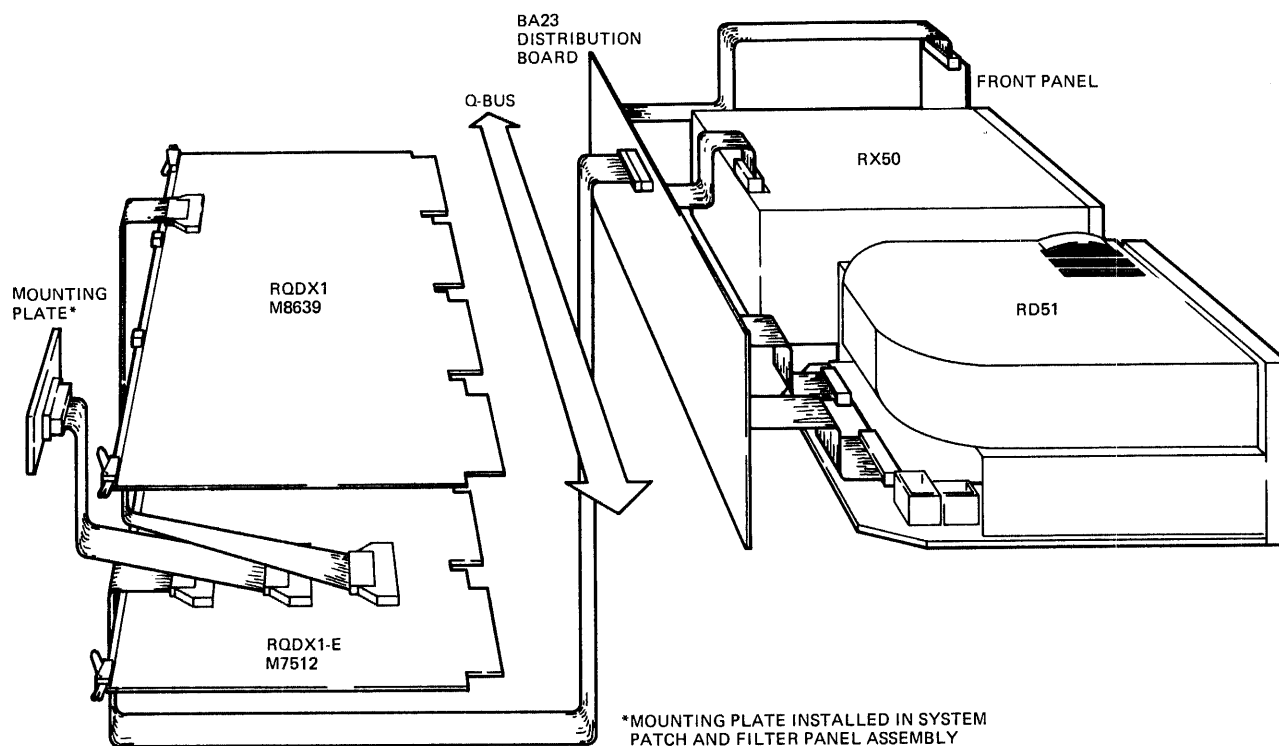 BA23
DISTRIBUTION
BOARD
FRONT PANEL
Q-BUS
RX50
RQDX1
M8639
MOUNTING
PLATE*
RD51
RQDX1-E
M7512
*MOUNTING PLATE INSTALLED IN SYSTEM
PATCH AND FILTER PANEL ASSEMBLY